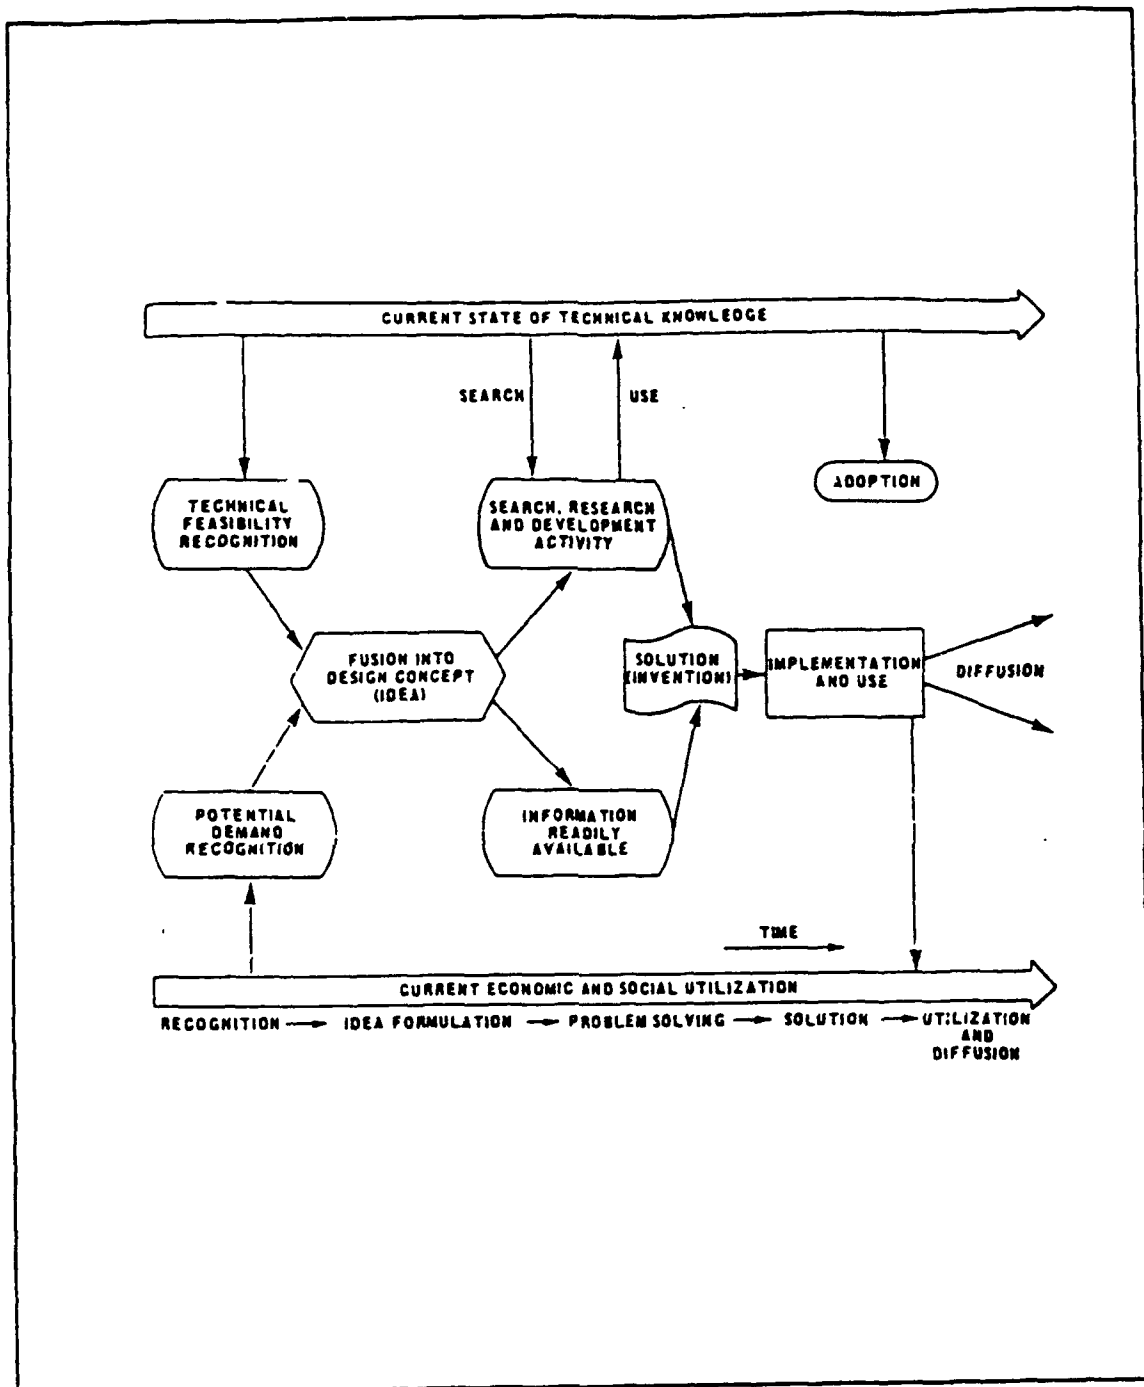 CURRENT STATE OF TECHNICAL KNOWLEDGE
SEARCH
USE
TECHNICAL
FEASIBILITY
RECOGNITION
SEARCH, RESEARCH
AND DEVELOPMENT
ACTIVITY
ADOPTION
FUSION INTO
DESIGN CONCEPT
(IDEA)
SOLUTION
(INVENTION)
IMPLEMENTATION
AND USE
DIFFUSION
POTENTIAL
DEMAND
RECOGNITION
INFORMATION
READILY
AVAILABLE
TIME
CURRENT ECONOMIC AND SOCIAL UTILIZATION
RECOGNITION IDEA FORMULATION PROBLEM SOLVING SOLUTION UTILIZATION
AND
DIFFUSION